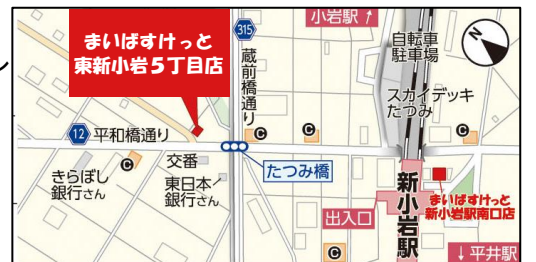 まいばすけっと
東新小岩5丁目店
小岩駅↑
315
蔵前橋通り
自転車
駐車場
N
スカイデッキ
たつみ
12 平和橋通り
C
C
C
C
C
きらぼし
銀行さん
交番
東日本
銀行さん
たつみ橋
出入口
新小岩駅
まいばすけっと
新小岩駅南口店
↓平井駅